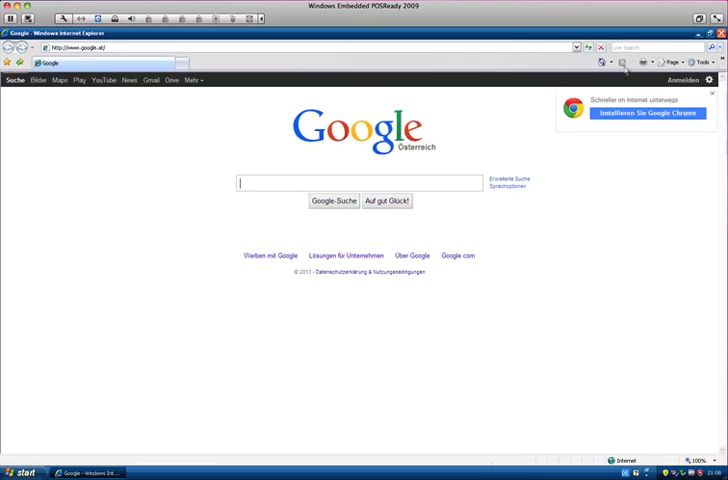 Windows Embedded POSReady 2009
Google - Windows Internet Explorer
http://www.google.at/
Live Search
Google
Page
Tools
Suche Bilder Maps Play YouTube News Gmail Drive Mehr
Anmelden
Schneller im Internet unterwegs
Installieren Sie Google Chrome
Google
Österreich
Erweiterte Suche
Sprachoptionen
Google-Suche
Auf gut Glück!
Werben mit Google Lösungen für Unternehmen Über Google Google.com
© 2013 - Datenschutzerklärung & Nutzungsbedingungen
Internet
100%
start
Google - Windows Int...
21:08